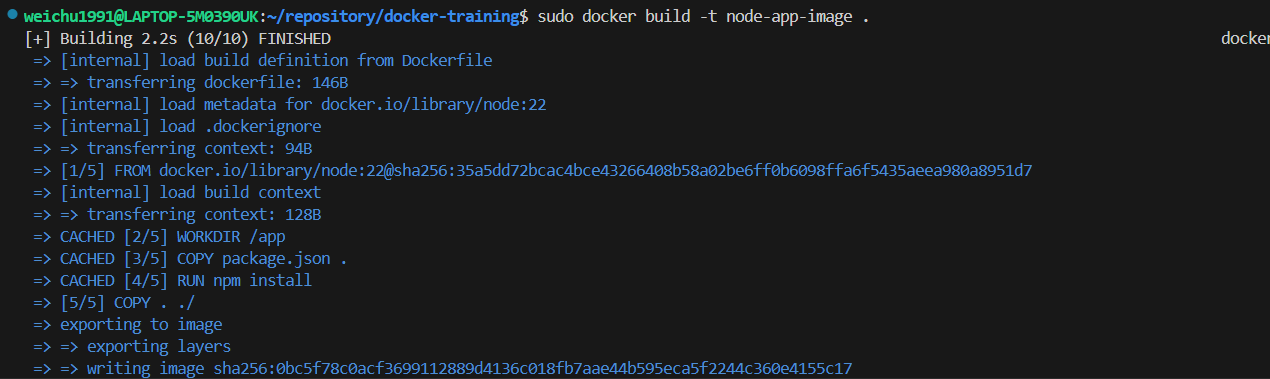 weichu1991@LAPTOP-5M0390UK:~/repository/docker-training$ sudo docker build -t node-app-image .
[+] Building 2.2s (10/10) FINISHED docker
=> [internal] load build definition from Dockerfile
=> => transferring dockerfile: 146B
=> [internal] load metadata for docker.io/library/node:22
=> [internal] load .dockerignore
=> => transferring context: 94B
=> [1/5] FROM docker.io/library/node:22@sha256:35a5dd72bcac4bce43266408b58a02be6ff0b6098ffa6f5435aeea980a8951d7
=> [internal] load build context
=> => transferring context: 128B
=> CACHED [2/5] WORKDIR /app
=> CACHED [3/5] COPY package.json .
=> CACHED [4/5] RUN npm install
=> [5/5] COPY . ./
=> exporting to image
=> => exporting layers
=> => writing image sha256:0bc5f78c0acf3699112889d4136c018fb7aae44b595eca5f2244c360e4155c17